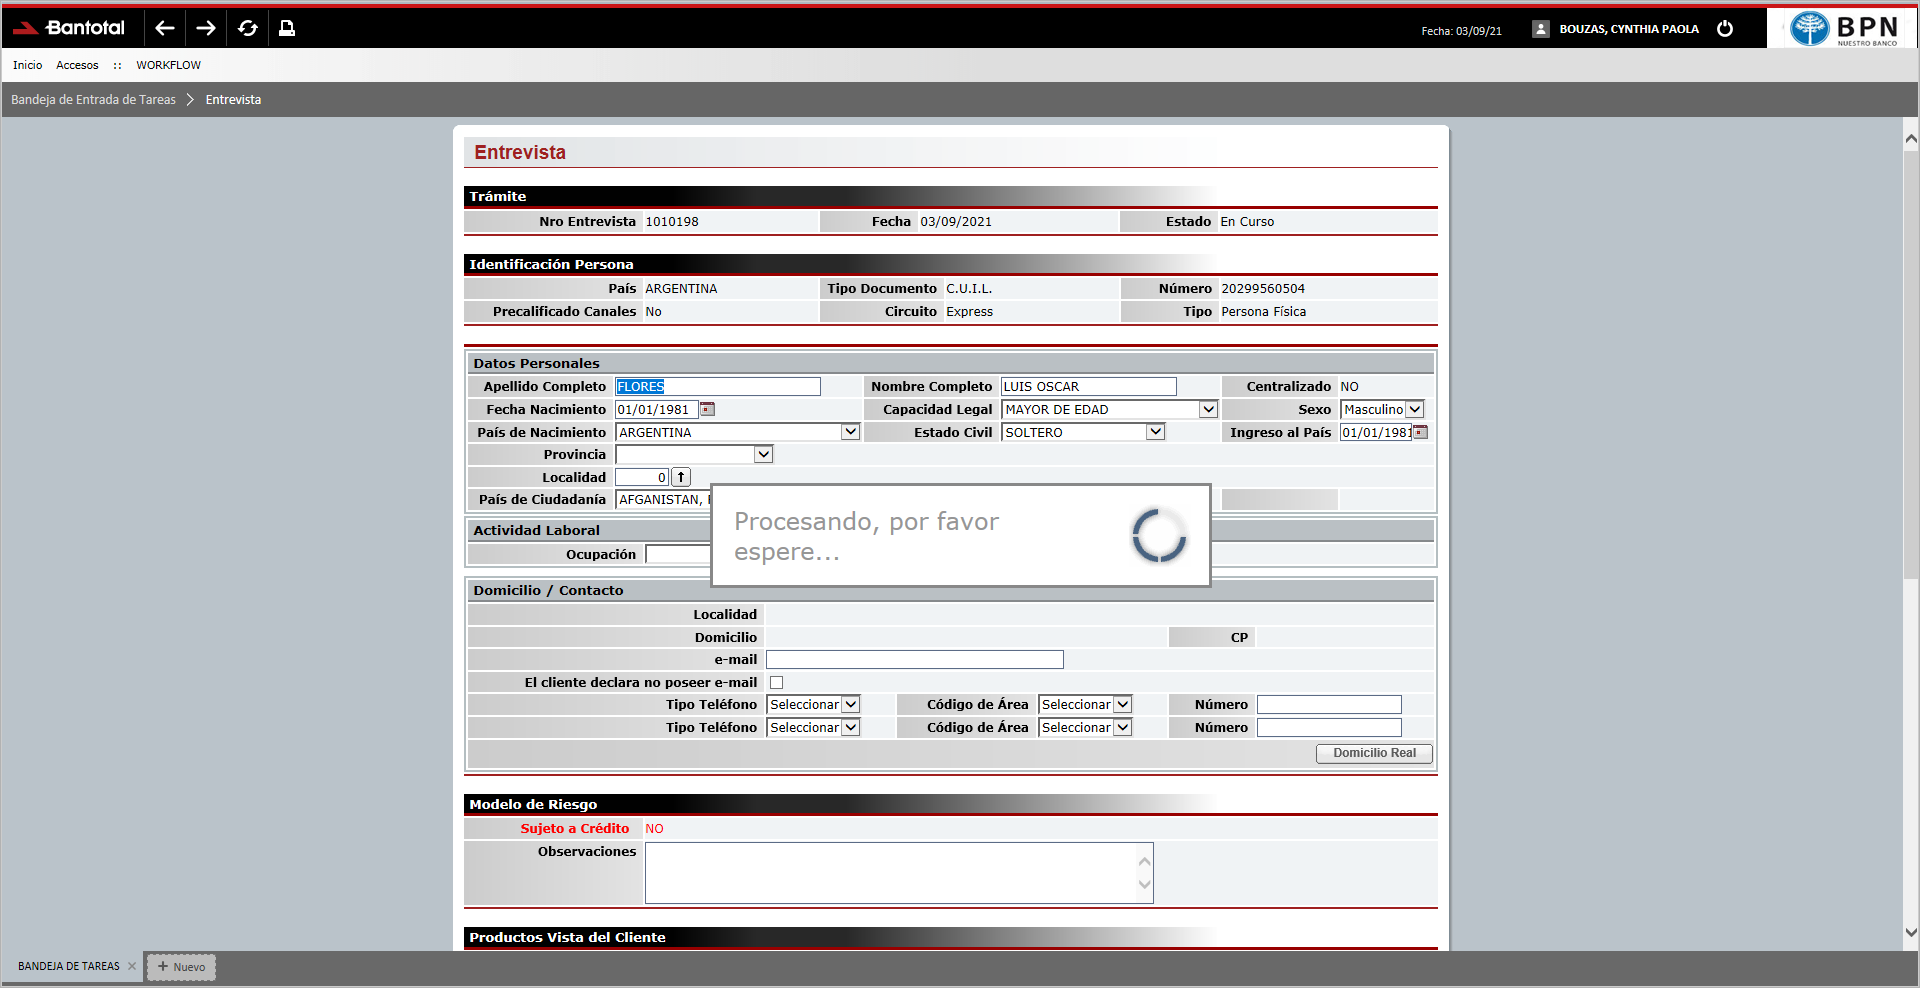 Bantotal
Fecha: 03/09/21
BOUZAS, CYNTHIA PAOLA
BPN
NUESTRO BANCO
Inicio Accesos :: WORKFLOW
Bandeja de Entrada de Tareas > Entrevista
Entrevista
Trámite
Nro Entrevista 1010198 Fecha 03/09/2021 Estado En Curso
Identificación Persona
País ARGENTINA Tipo Documento C.U.I.L. Número 20299560504
Precalificado Canales No Circuito Express Tipo Persona Física
Datos Personales
Apellido Completo FLORES Nombre Completo LUIS OSCAR Centralizado NO
Fecha Nacimiento 01/01/1981 Capacidad Legal MAYOR DE EDAD Sexo Masculino
País de Nacimiento ARGENTINA Estado Civil SOLTERO Ingreso al País 01/01/1981
Provincia
Localidad 0
País de Ciudadanía AFGANISTAN,
Procesando, por favor
espere...
Actividad Laboral
Ocupación
Domicilio / Contacto
Localidad
Domicilio CP
e-mail
El cliente declara no poseer e-mail
Tipo Teléfono Seleccionar Código de Área Seleccionar Número
Tipo Teléfono Seleccionar Código de Área Seleccionar Número
Domicilio Real
Modelo de Riesgo
Sujeto a Crédito NO
Observaciones
Productos Vista del Cliente
BANDEJA DE TAREAS × + Nuevo